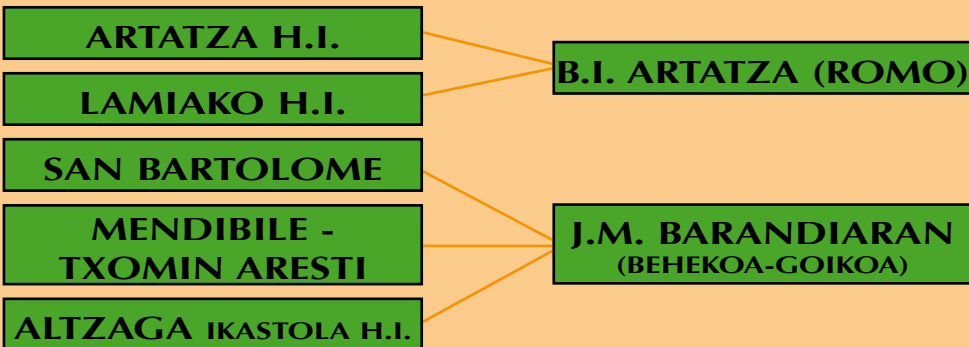 ARTATZA H.I.
LAMIAKO H.I.
SAN BARTOLOME
MENDIBILE -
TXOMIN ARESTI
ALTZAGA IKASTOLA H.I.
B.I. ARTATZA (ROMO)
J.M. BARANDIARAN
(BEHEKOA-GOIKOA)